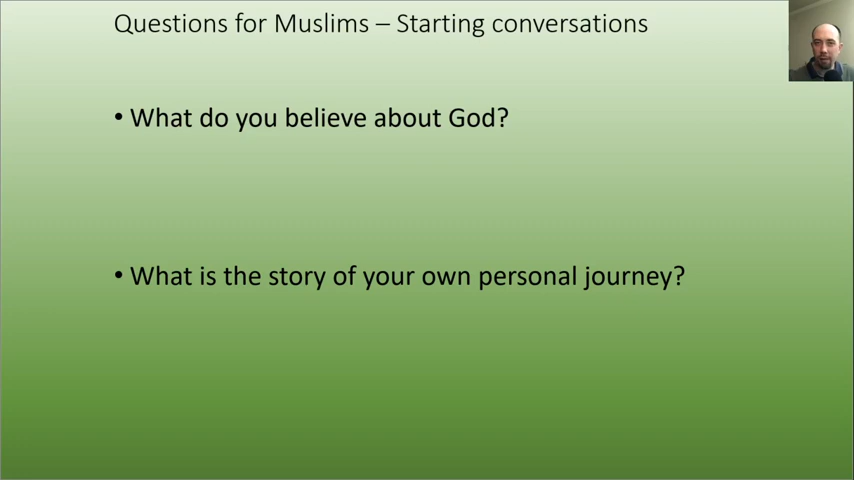 Questions for Muslims – Starting conversations
• What do you believe about God?
• What is the story of your own personal journey?